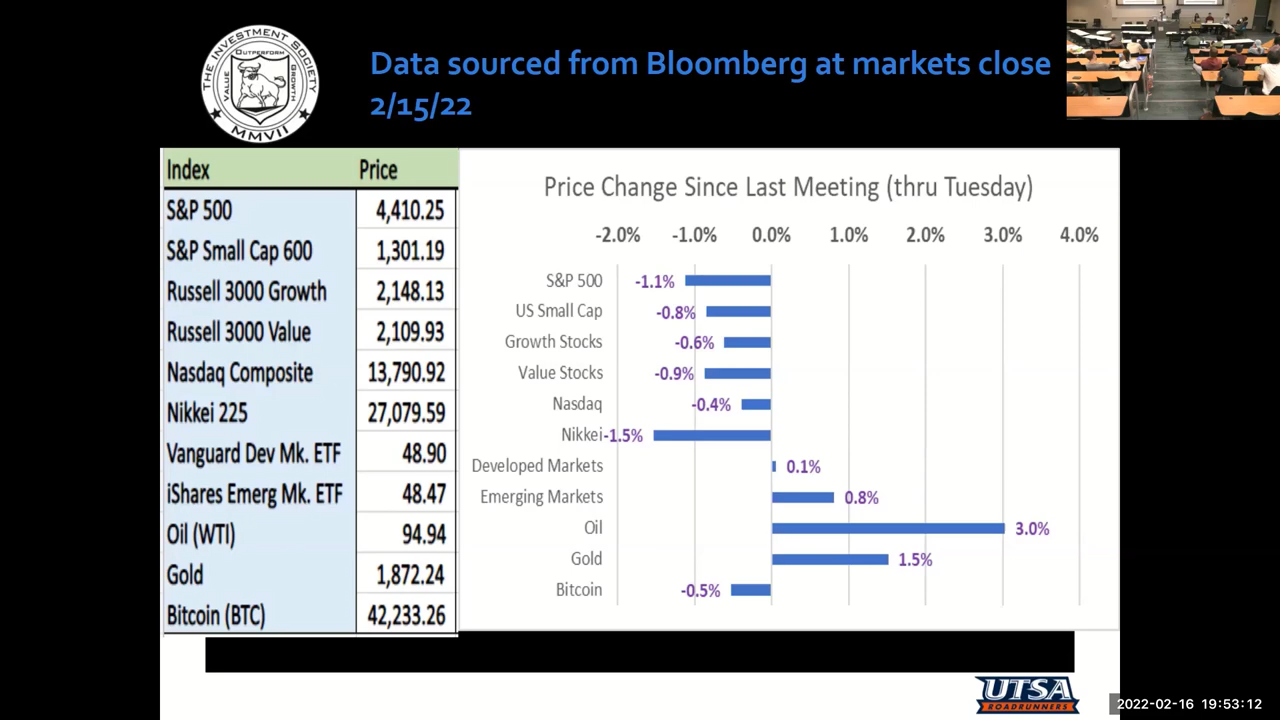 THE INVESTMENT SOCIETY
OUTPERFORM
VALUE
GROWTH
MMVII
Data sourced from Bloomberg at markets close
2/15/22
Index Price
S&P 500 4,410.25
S&P Small Cap 600 1,301.19
Russell 3000 Growth 2,148.13
Russell 3000 Value 2,109.93
Nasdaq Composite 13,790.92
Nikkei 225 27,079.59
Vanguard Dev Mk. ETF 48.90
iShares Emerg Mk. ETF 48.47
Oil (WTI) 94.94
Gold 1,872.24
Bitcoin (BTC) 42,233.26
Price Change Since Last Meeting (thru Tuesday)
-2.0% -1.0% 0.0% 1.0% 2.0% 3.0% 4.0%
S&P 500 -1.1%
US Small Cap -0.8%
Growth Stocks -0.6%
Value Stocks -0.9%
Nasdaq -0.4%
Nikkei -1.5%
Developed Markets 0.1%
Emerging Markets 0.8%
Oil 3.0%
Gold 1.5%
Bitcoin -0.5%
UTSA
ROADRUNNERS
2022-02-16 19:53:12